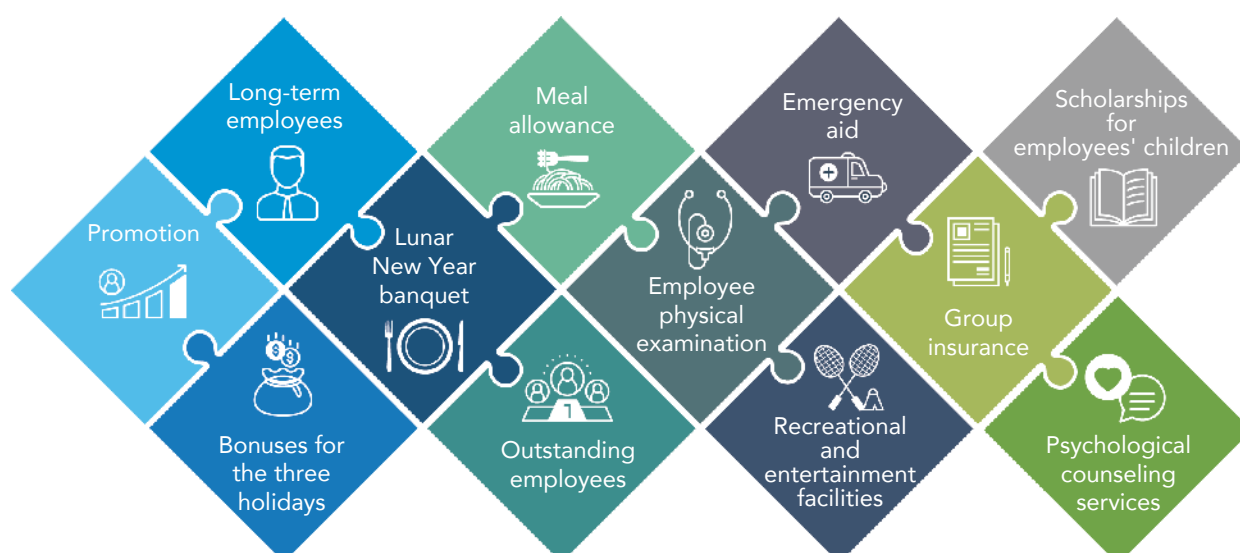 Long-term
employees
Meal
allowance
Emergency
aid
Scholarships
for
employees' children
Promotion
Lunar
New Year
banquet
Employee
physical
examination
Group
insurance
Bonuses for
the three
holidays
Outstanding
employees
Recreational
and
entertainment
facilities
Psychological
counseling
services